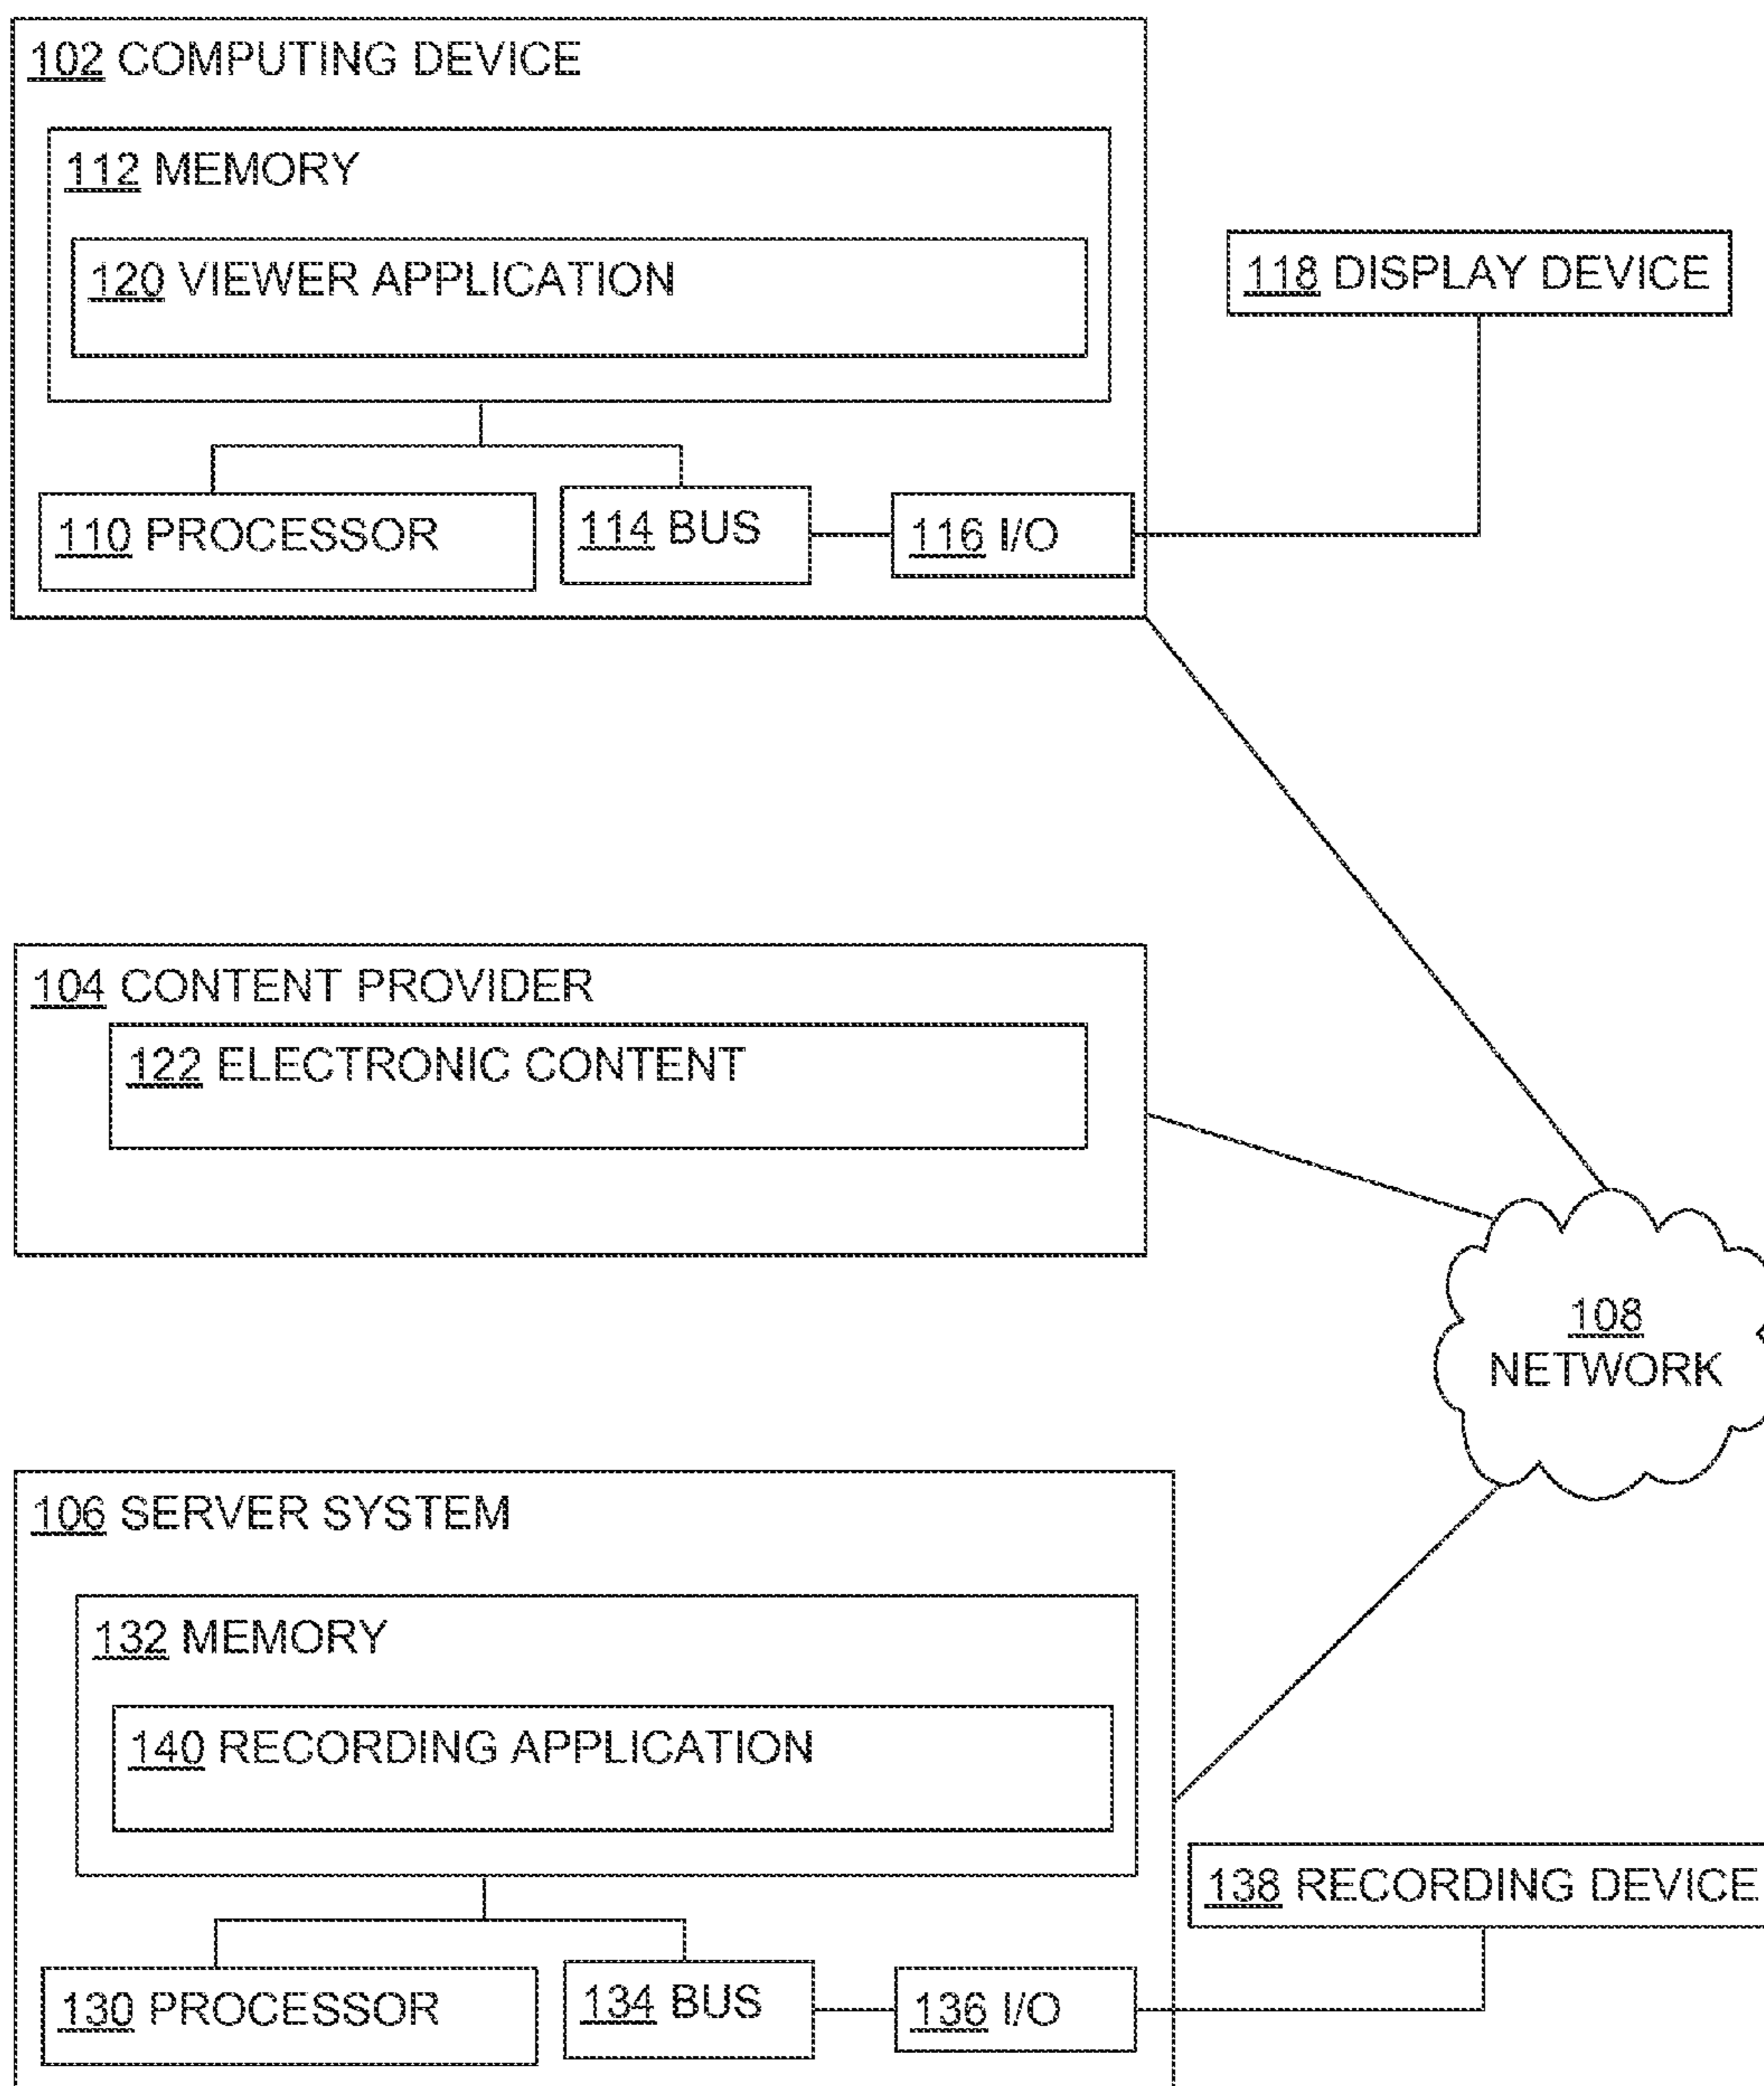 102 COMPUTING DEVICE
112 MEMORY
120 VIEWER APPLICATION
118 DISPLAY DEVICE
110 PROCESSOR
114 BUS
116 I/O
104 CONTENT PROVIDER
122 ELECTRONIC CONTENT
108
NETWORK
106 SERVER SYSTEM
132 MEMORY
140 RECORDING APPLICATION
138 RECORDING DEVICE
130 PROCESSOR
134 BUS
136 I/O